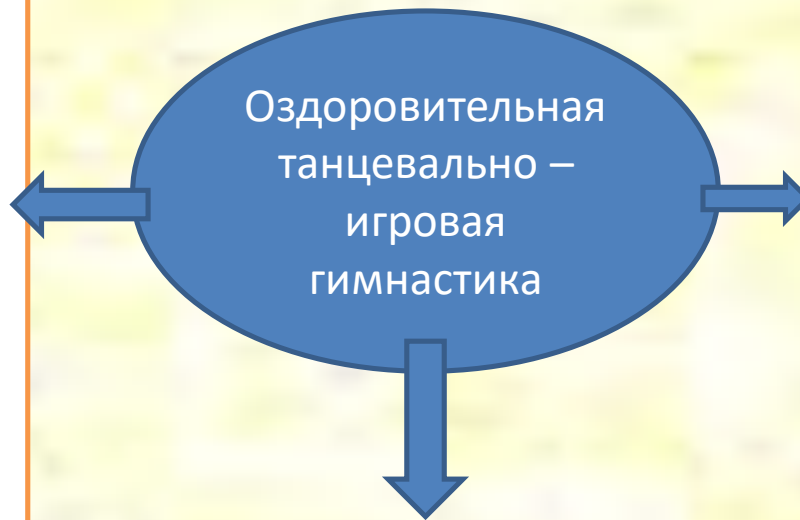 Оздоровительная
танцевально –
игровая
гимнастика